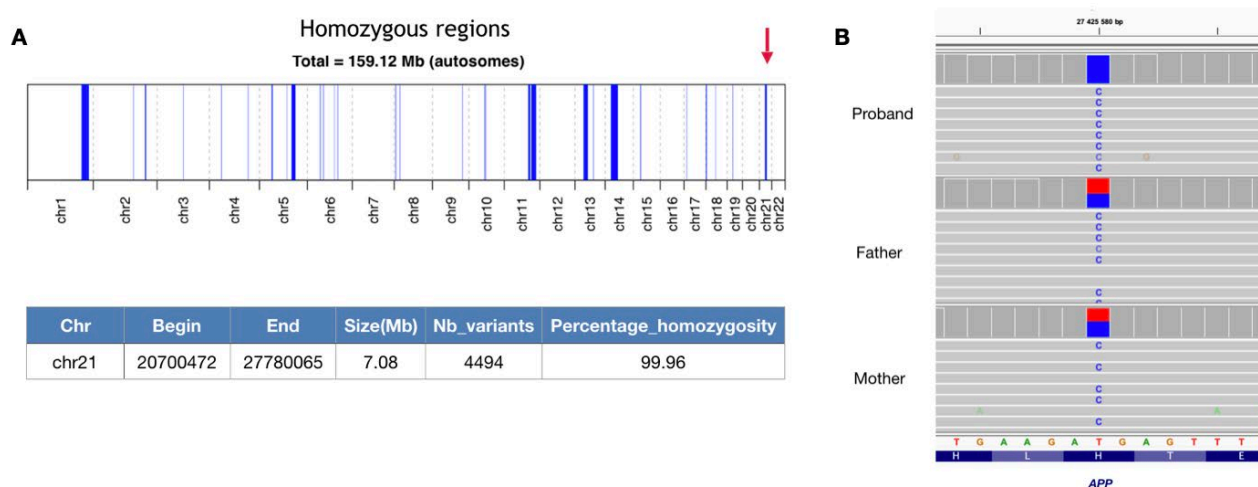 A
Homozygous regions
Total = 159.12 Mb (autosomes)
chr1 chr2 chr3 chr4 chr5 chr6 chr7 chr8 chr9 chr10 chr11 chr12 chr13 chr14 chr15 chr16 chr17 chr18 chr19 chr20 chr21 chr22
Chr Begin End Size(Mb) Nb_variants Percentage_homozygosity
chr21 20700472 27780065 7.08 4494 99.96
B
27 425 580 bp
Proband
C
C
C
C
C
C
G C G
C
Father
C
C
C
C
C
C
C
Mother
C
C
C
C
A A
C
T G A A G A T G A G T T T
H L H T E
APP